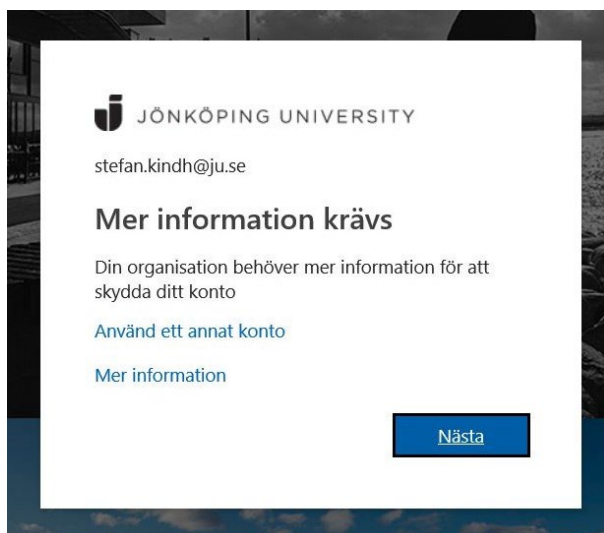 JÖNKÖPING UNIVERSITY
stefan.kindh@ju.se
Mer information krävs
Din organisation behöver mer information för att
skydda ditt konto
Använd ett annat konto
Mer information
Nästa